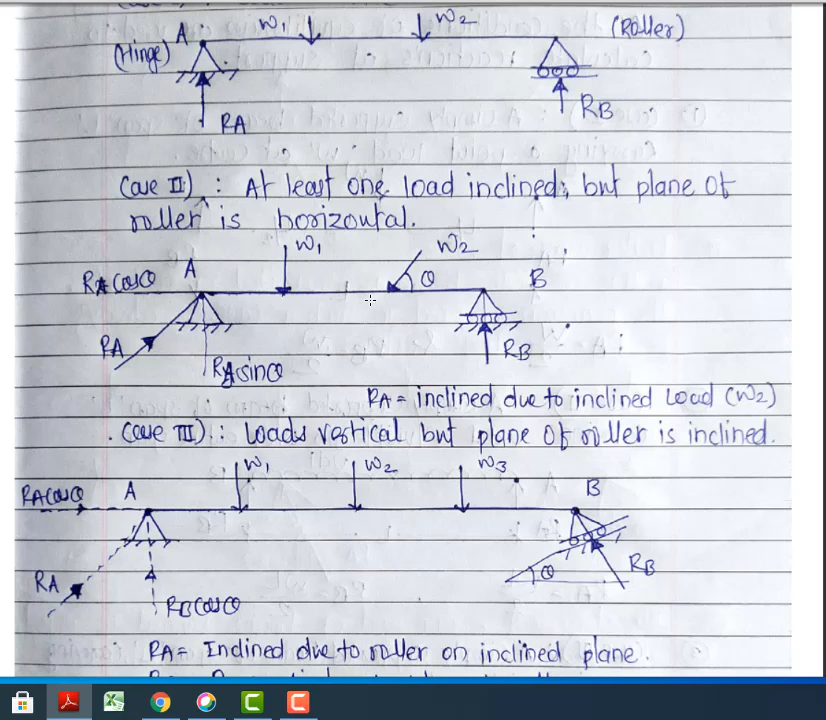 A W₁ W₂ (Roller)
(Hinge)
RA RB
Case II) : At least one load inclined, but plane of
roller is horizontal.
W₁ W₂
RA cosθ A θ B
RA RB
RA sinθ
RA = inclined due to inclined Load (W₂)
Case III) : Loads vertical but plane of roller is inclined.
W₁ W₂ W₃
RA cosθ A B
θ RB
RA
RB cosθ
RA = Inclined due to roller on inclined plane.